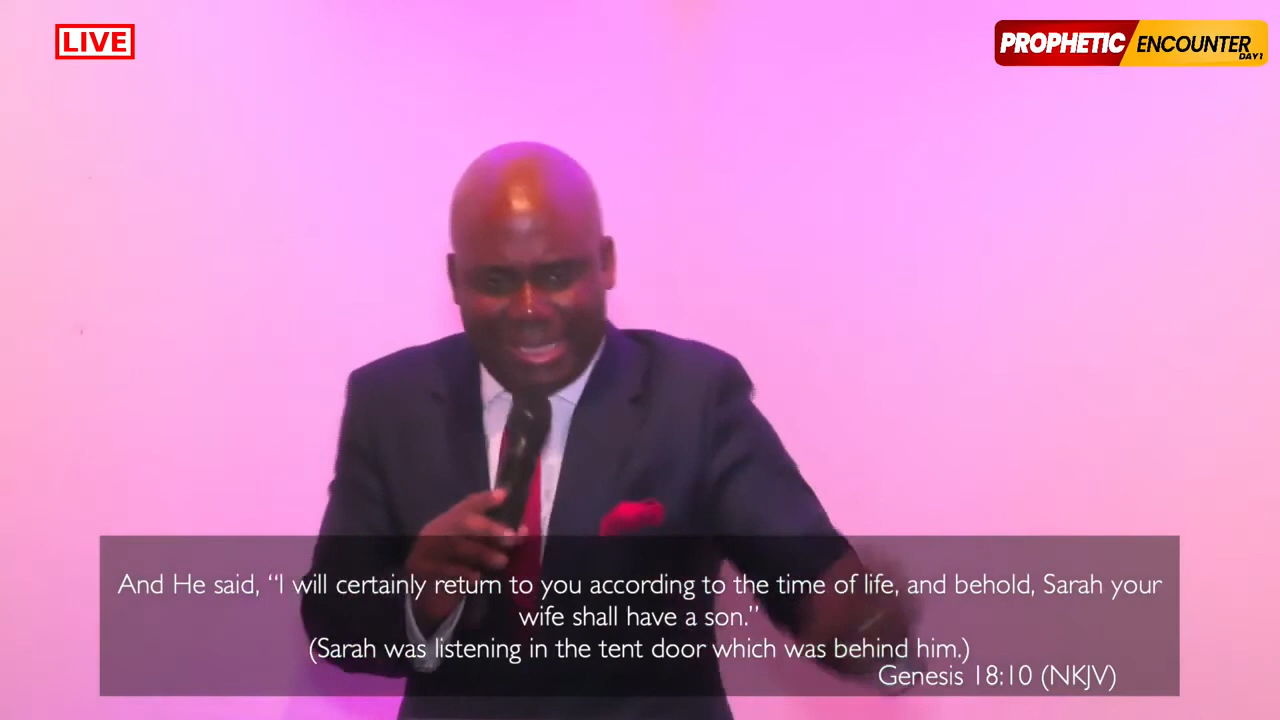 LIVE
PROPHETIC ENCOUNTER
DAY 1
And He said, “I will certainly return to you according to the time of life, and behold, Sarah your
wife shall have a son.”
(Sarah was listening in the tent door which was behind him.)
Genesis 18:10 (NKJV)